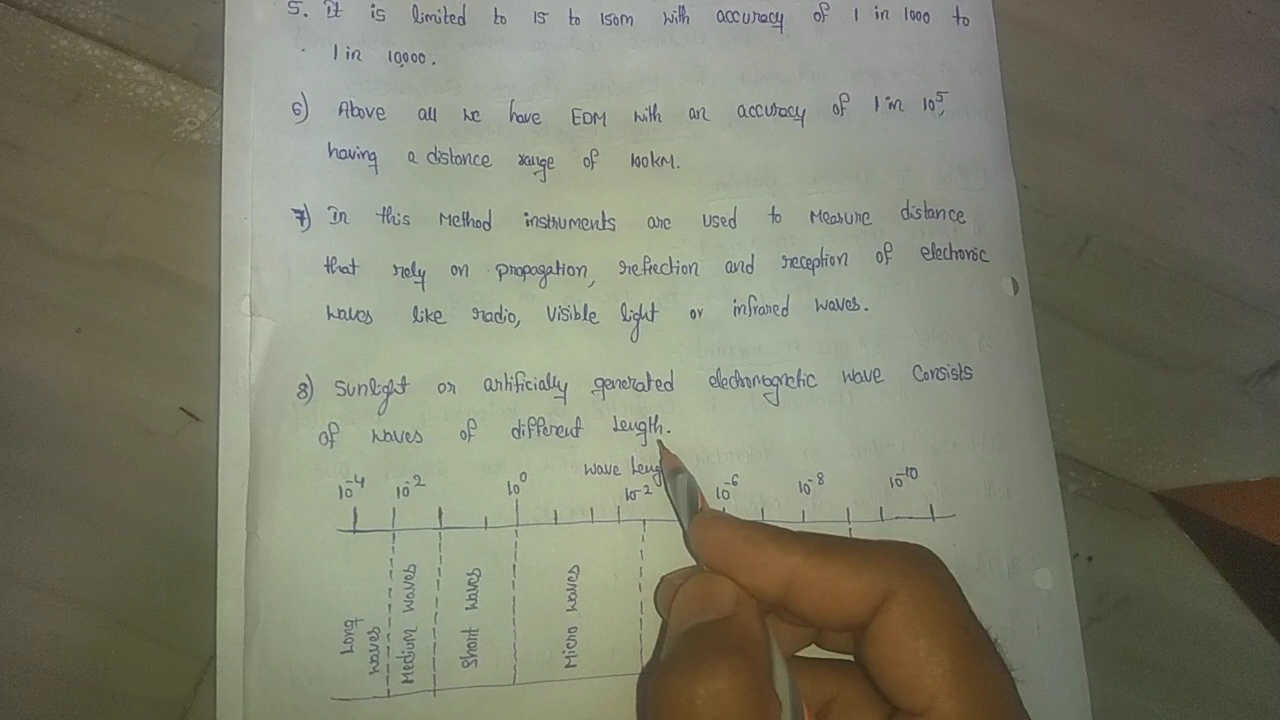 5. It is limited to 15 to 150m with accuracy of 1 in 1000 to
1 in 10,000.
6) Above all we have EDM with an accuracy of 1 in 10⁵,
having a distance range of 100KM.
7) In this Method instruments are used to Measure distance
that rely on propagation, reflection and reception of electronic
waves like radio, visible light or infrared waves.
8) Sunlight or artificially generated electromagnetic wave Consists
of waves of different Length.
wave Leng
10⁻⁴ 10⁻² 10⁰ 10⁻² 10⁻⁶ 10⁻⁸ 10⁻¹⁰
Long waves
Medium waves
Short waves
Micro waves